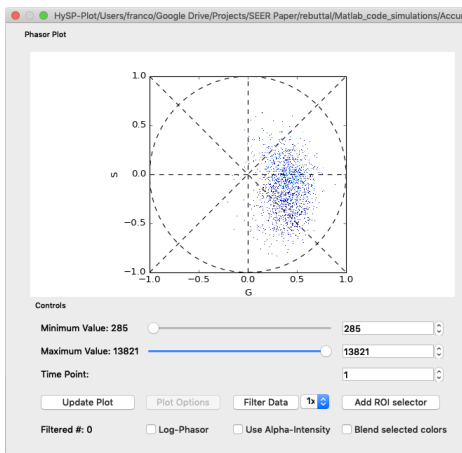 HySP-Plot/Users/franco/Google Drive/Projects/SEER Paper/rebuttal/Matlab_code_simulations/Accur
Phasor Plot
1.0
0.5
0.0
−0.5
−1.0
S
−1.0 −0.5 0.0 0.5 1.0
G
Controls
Minimum Value: 285 285
Maximum Value: 13821 13821
Time Point: 1
Update Plot Plot Options Filter Data 1x Add ROI selector
Filtered #: 0 Log-Phasor Use Alpha-Intensity Blend selected colors